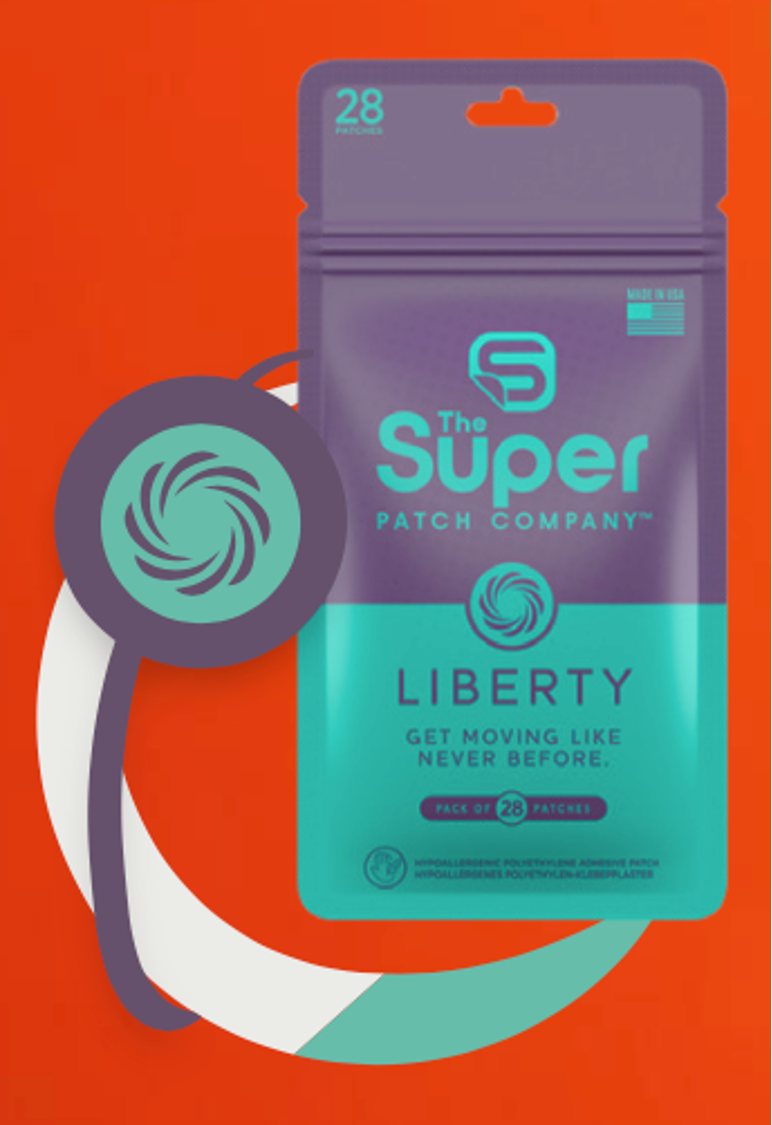 28
PATCHES
MADE IN USA
The
Super
PATCH COMPANY™
LIBERTY
GET MOVING LIKE
NEVER BEFORE.
PACK OF 28 PATCHES
HYPOALLERGENIC POLYETHYLENE ADHESIVE PATCH
HYPOALLERGENES POLYETHYLEN-KLEBEPFLASTER